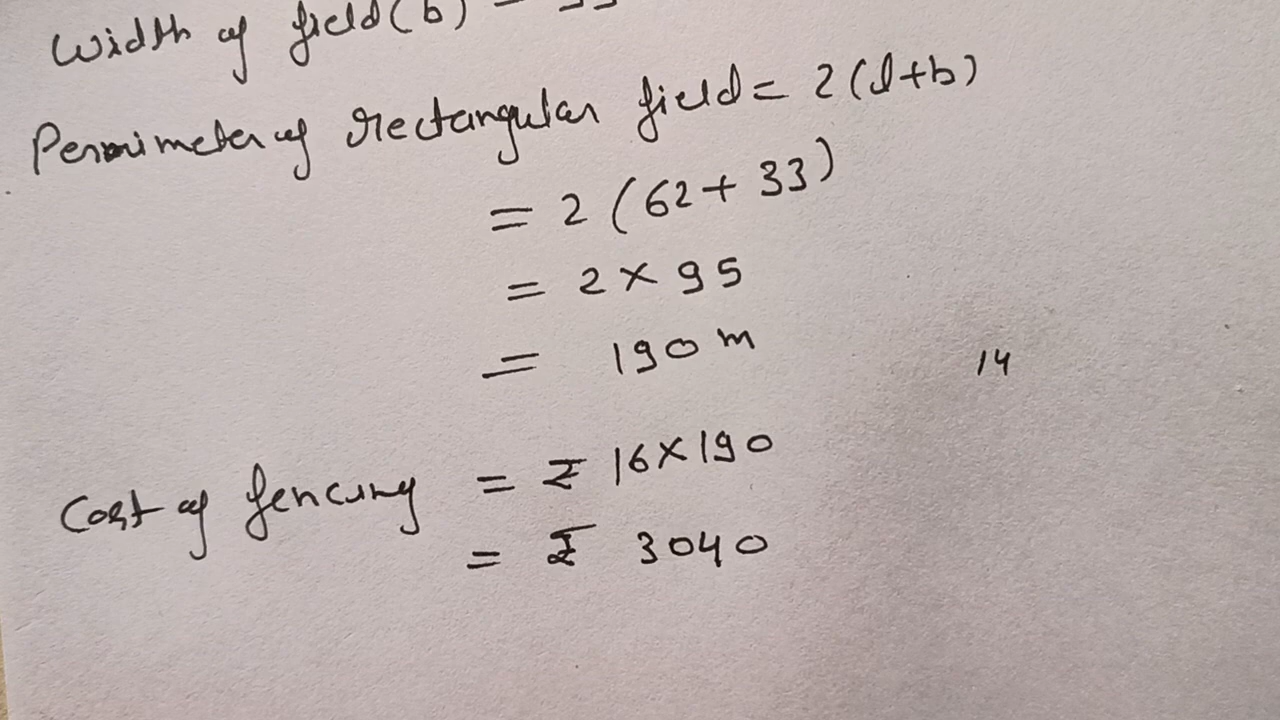 Width of field (b) = 33
Perimeter of rectangular field = 2 (l+b)
= 2 (62 + 33)
= 2 × 95
= 190 m
14
Cost of fencing = ₹ 16×190
= ₹ 3040